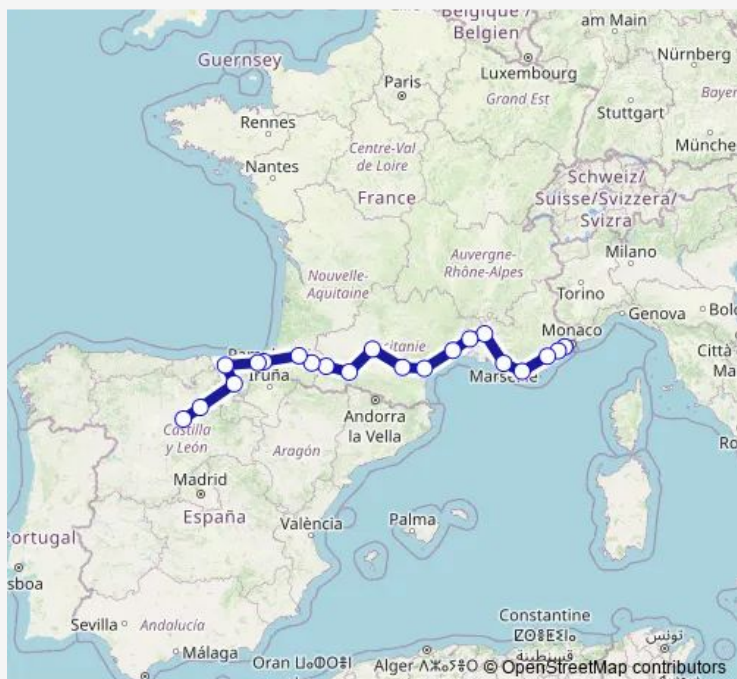 Belgique /
Belgien
am Main
Guernsey
Luxembourg
Nürnberg
Paris
Grand Est
Bayer
Rennes
Stuttgart
Centre-Val
de Loire
Münche
Nantes
Schweiz/
Suisse/Svizzera/
Svizra
France
Milano
Auvergne-
Rhône-Alpes
Nouvelle-
Aquitaine
Torino
Genova
Bolo
Monaco
Iruña
Marseille
Città
Andorra
la Vella
Castilla
y León
Aragón
Ro
Madrid
España
València
Palma
Portugal
sboa
Constantine
Sevilla
Andalucía
تونس
Málaga
Oran
Alger
© OpenStreetMap contributors